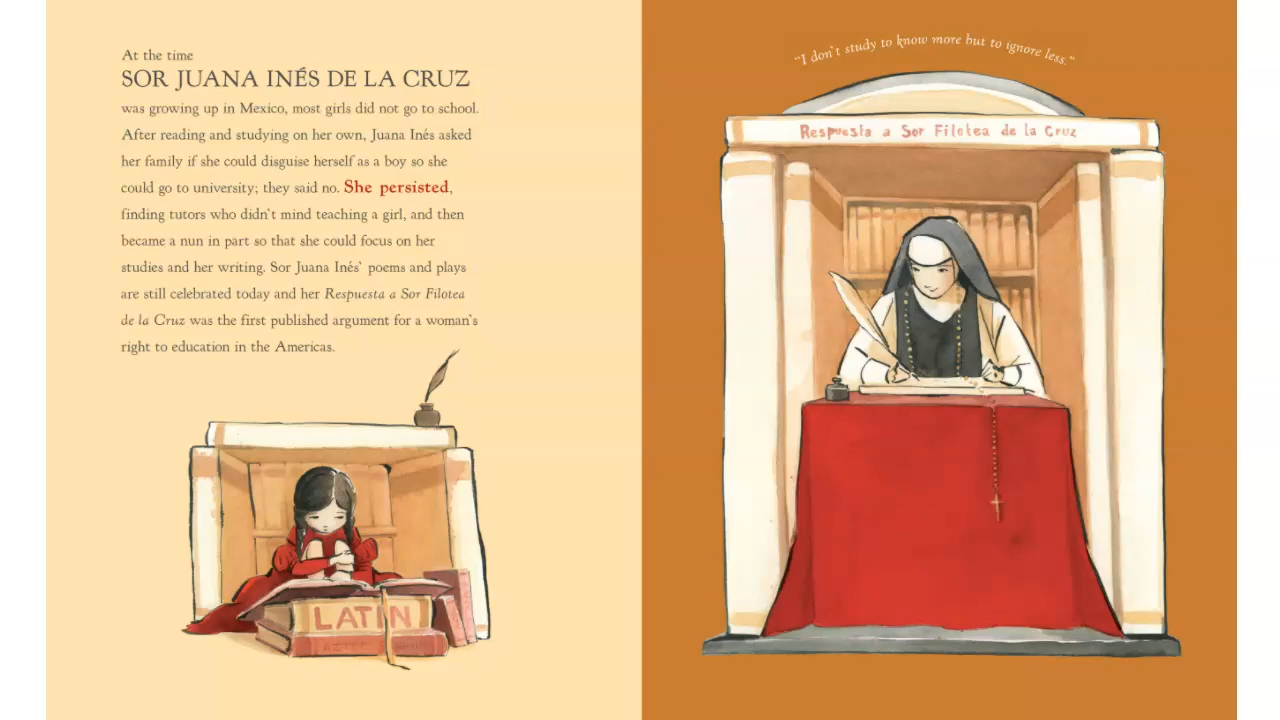 At the time
SOR JUANA INÉS DE LA CRUZ
was growing up in Mexico, most girls did not go to school.
After reading and studying on her own, Juana Inés asked
her family if she could disguise herself as a boy so she
could go to university; they said no. She persisted,
finding tutors who didn't mind teaching a girl, and then
became a nun in part so that she could focus on her
studies and her writing. Sor Juana Inés' poems and plays
are still celebrated today and her Respuesta a Sor Filotea
de la Cruz was the first published argument for a woman's
right to education in the Americas.
LATIN
AZTEC
"I don't study to know more but to ignore less."
Respuesta a Sor Filotea de la Cruz